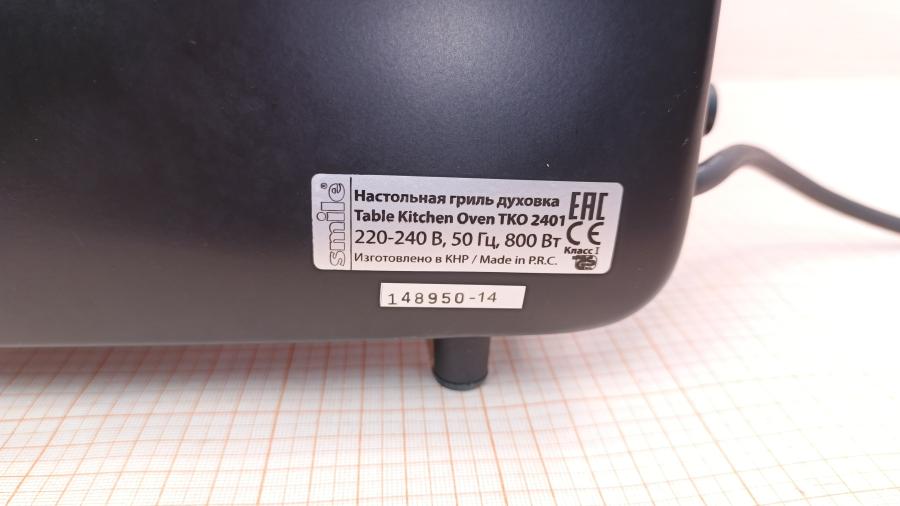 smile®
Настольная гриль духовка
Table Kitchen Oven TKO 2401
220-240 В, 50 Гц, 800 Вт
Изготовлено в КНР / Made in P.R.C.
EAC
CE
Класс I
148950-14